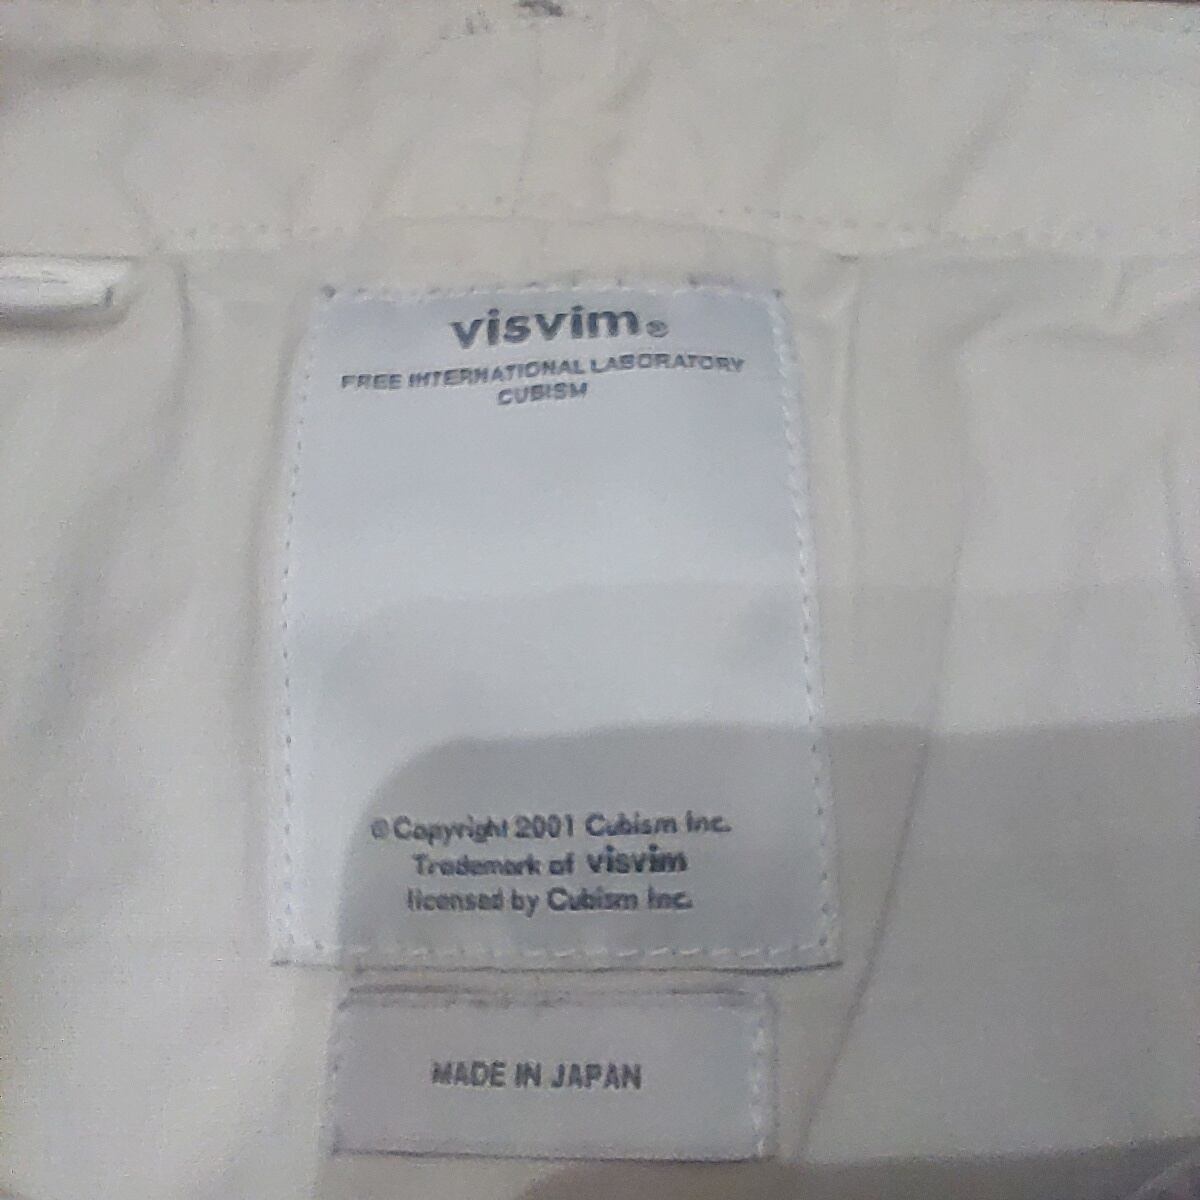 visvim®
FREE INTERNATIONAL LABORATORY
CUBISM
©Copyright 2001 Cubism Inc.
Trademark of visvim
licensed by Cubism Inc.
MADE IN JAPAN